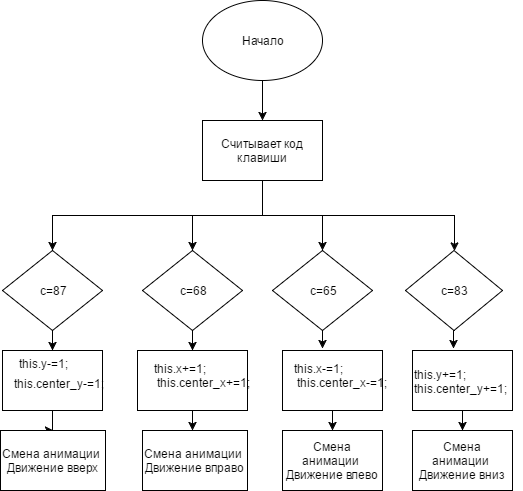 Начало
Считывает код
клавиши
c=87
c=68
c=65
c=83
this.y-=1;
this.center_y-=1
this.x+=1;
this.center_x+=1;
this.x-=1;
this.center_x-=1;
this.y+=1;
this.center_y+=1;
Смена анимации
Движение вверх
Смена анимации
Движение вправо
Смена
анимации
Движение влево
Смена
анимации
Движение вниз